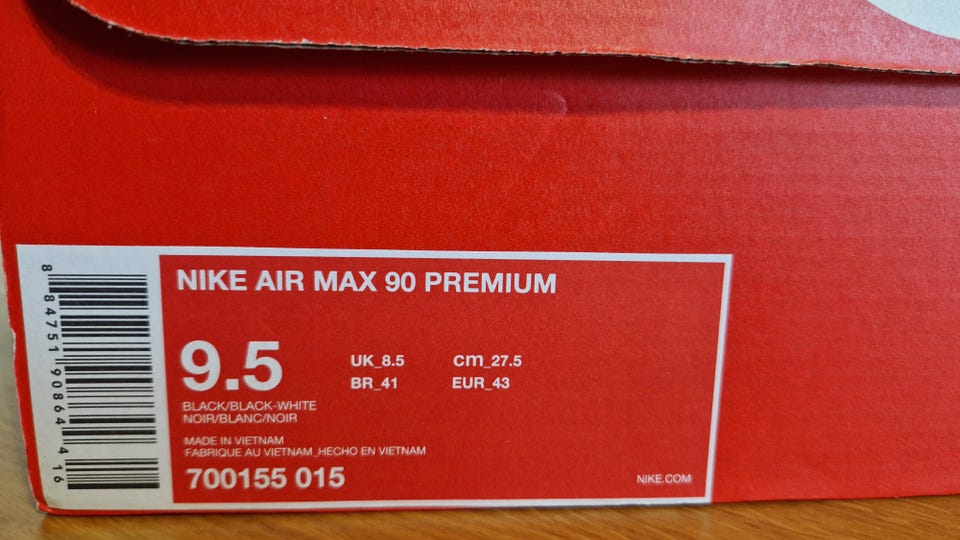 NIKE AIR MAX 90 PREMIUM
9.5
UK_8.5 cm_27.5
BR_41 EUR_43
BLACK/BLACK-WHITE
NOIR/BLANC/NOIR
MADE IN VIETNAM
FABRIQUE AU VIETNAM_HECHO EN VIETNAM
700155 015
NIKE.COM
8 84751 90864 4 16